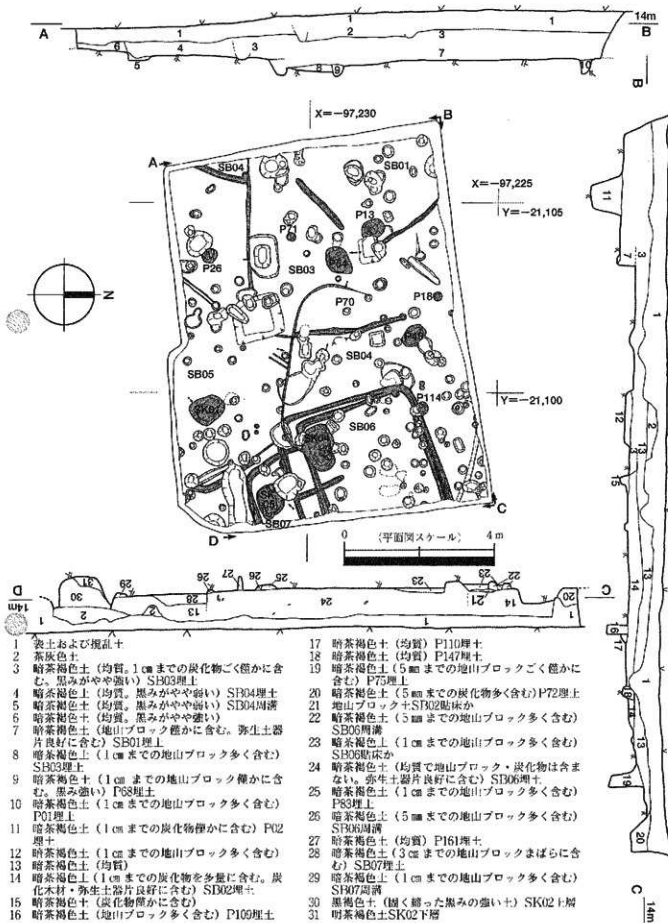 A
B
14m
B
B
1
1
1
2
3
3
4
5
6
7
8
9
10
X=-97,230
X=-97,225
Y=-21,105
Y=-21,100
A
B
C
D
N
SB04
SB01
P13
P71
P26
SB03
P70
P18
SB04
SB05
P114
SB06
SB07
0 (平面図スケール) 4m
D
14m
C
C
14m
1 表土および撹乱土
2 茶灰色土
3 暗茶褐色土(均質。1㎝までの炭化物ごく僅かに含
む。黒みがやや強い)SB03埋土
4 暗茶褐色土(均質。黒みがやや弱い)SB04埋土
5 暗茶褐色土(均質。黒みがやや弱い)SB04周溝
6 暗茶褐色土(均質。黒みがやや強い)
7 暗茶褐色土(地山ブロック僅かに含む。弥生土器
片良好に含む)SB01埋土
8 暗茶褐色土(1㎝までの地山ブロック多く含む)
SB03埋土
9 暗茶褐色土(1㎝までの地山ブロック僅かに含
む。黒み強い)P68埋土
10 暗茶褐色土(1㎝までの地山ブロック多く含む)
P01埋土
11 暗茶褐色土(1㎝までの炭化物僅かに含む)P02
埋土
12 暗茶褐色土(1㎝までの地山ブロック多く含む)
13 暗茶褐色土(均質)
14 暗茶褐色土(1㎝までの炭化物を多量に含む。炭
化木材・弥生土器片良好に含む)SB02埋土
15 暗茶褐色土(炭化物僅かに含む)
16 暗茶褐色土(地山ブロック多く含む)P109埋土
17 暗茶褐色土(均質)P110埋土
18 暗茶褐色土(均質)P147埋土
19 暗茶褐色土(5㎜までの地山ブロックごく僅かに
含む)P75埋土
20 暗茶褐色土(5㎜までの炭化物多く含む)P72埋土
21 地山ブロック土SB02貼床か
22 暗茶褐色土(5㎜までの地山ブロック多く含む)
SB06周溝
23 暗茶褐色土(1㎝までの地山ブロック多く含む)
SB06貼床か
24 暗茶褐色土(均質で地山ブロック・炭化物は含ま
ない。弥生土器片良好に含む)SB06埋土
25 暗茶褐色土(1㎝までの地山ブロック多く含む)
P83埋土
26 暗茶褐色土(5㎜までの地山ブロック多く含む)
SB06周溝
27 暗茶褐色土(均質)P161埋土
28 暗茶褐色土(3㎝までの地山ブロックまばらに含
む)SB07埋土
29 暗茶褐色土(1㎝までの地山ブロック多く含む)
SB07周溝
30 黒褐色土(固く締った黒みの強い土)SK02上層
31 明茶褐色土SK02下層